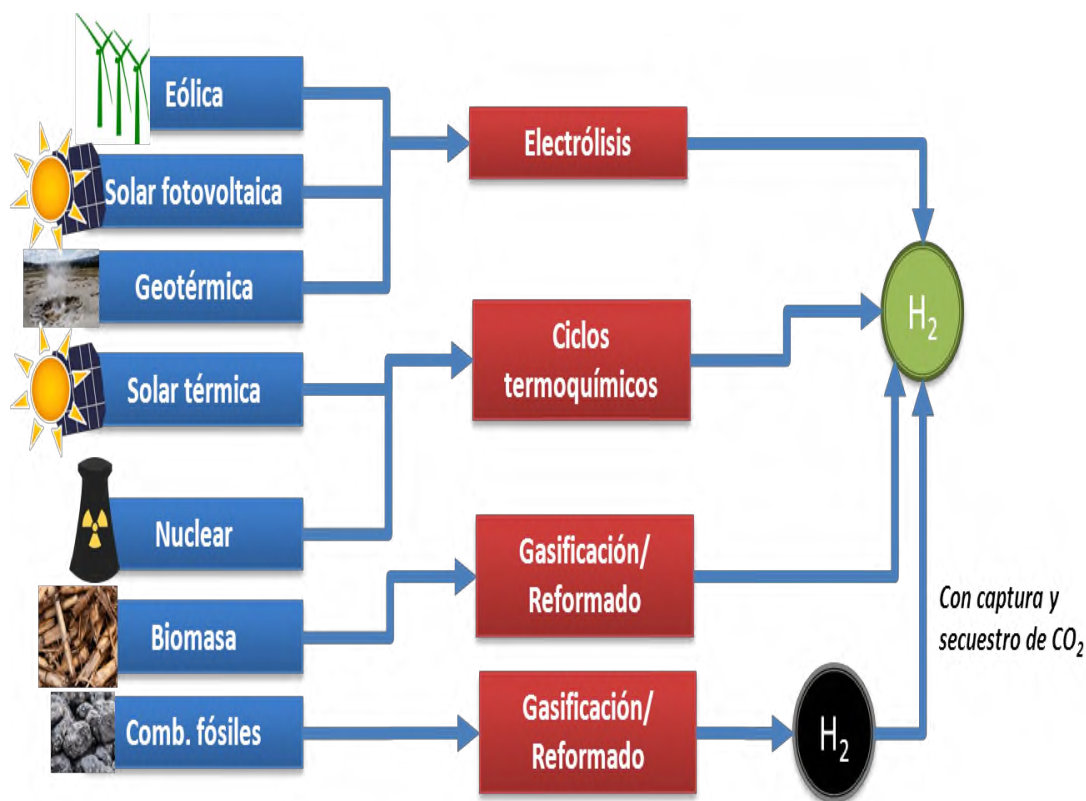 Eólica
Electrólisis
Solar fotovoltaica
Geotérmica
H₂
Ciclos
termoquímicos
Solar térmica
Nuclear
Gasificación/
Reformado
Biomasa
Con captura y
secuestro de CO₂
Comb. fósiles
Gasificación/
Reformado
H₂